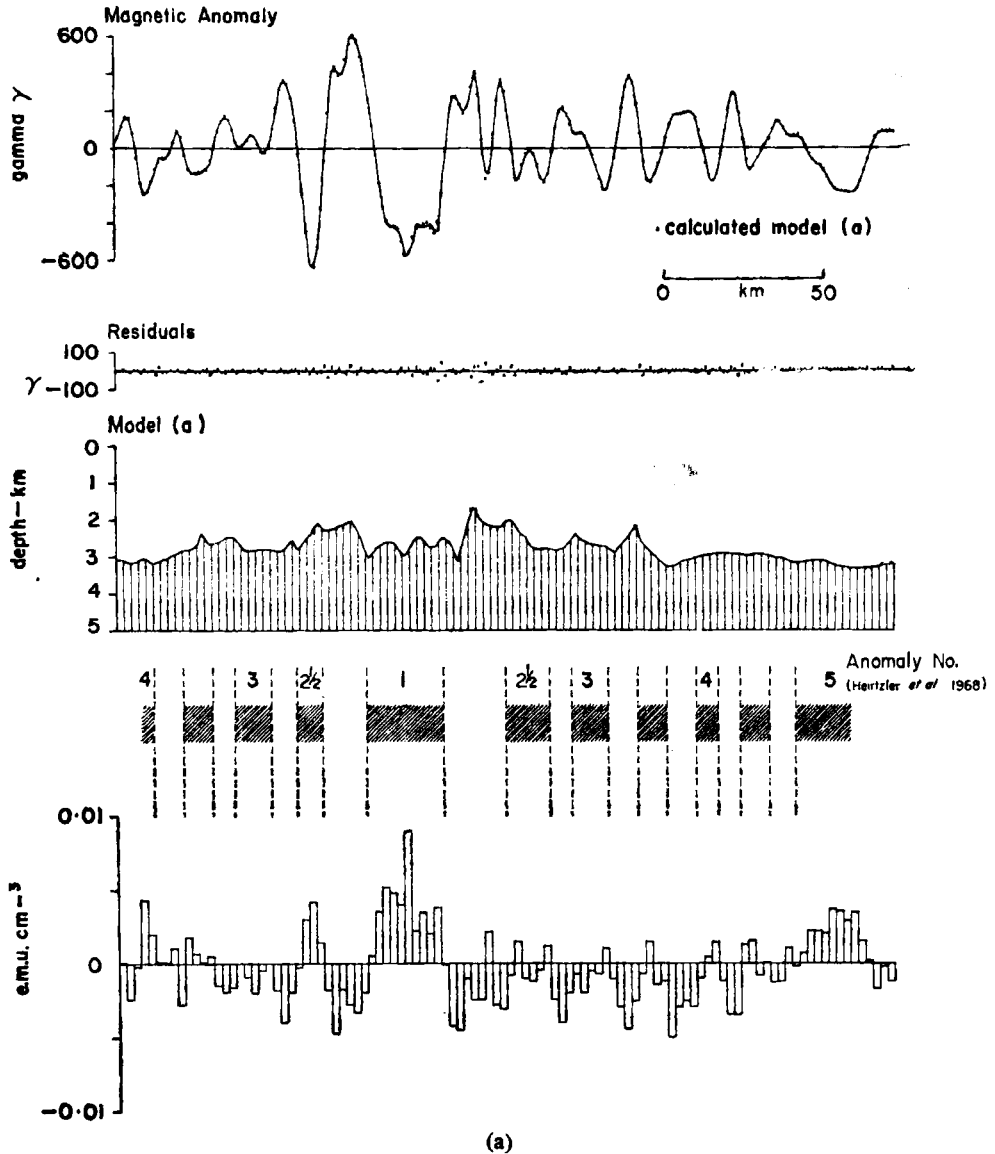 Magnetic Anomaly
600
0
-600
gamma γ
• calculated model (a)
0 km 50
Residuals
100
γ -100
Model (a)
0
1
2
3
4
5
depth-km
4 3 2½ 1 2½ 3 4 5
Anomaly No.
(Heirtzler et al 1968)
0·01
0
-0·01
e.m.u. cm⁻³
(a)